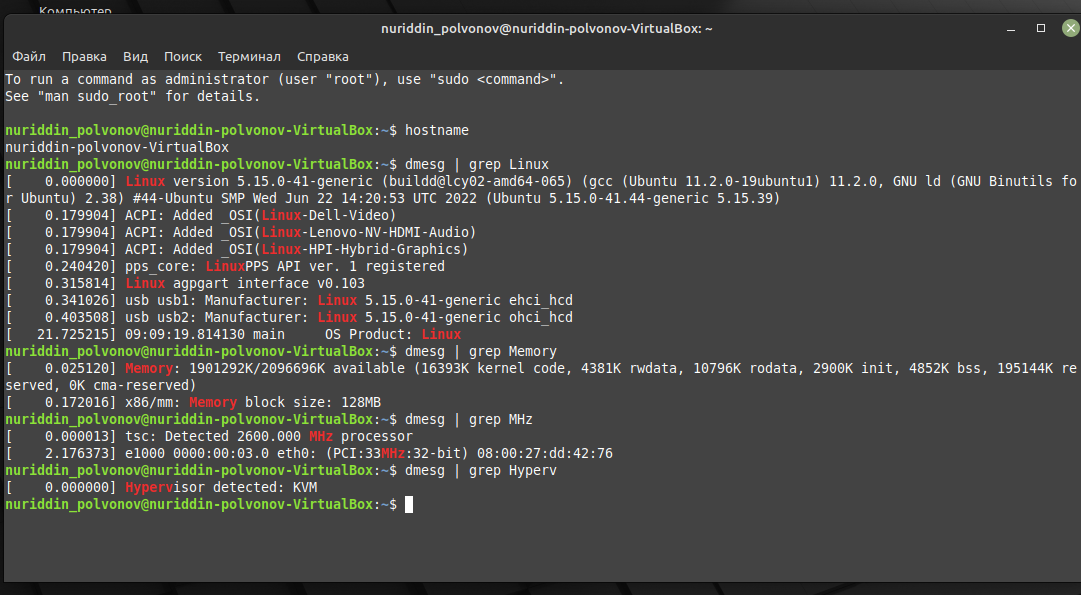 Компьютер
nuriddin_polvonov@nuriddin-polvonov-VirtualBox: ~
Файл Правка Вид Поиск Терминал Справка
To run a command as administrator (user "root"), use "sudo <command>".
See "man sudo_root" for details.
nuriddin_polvonov@nuriddin-polvonov-VirtualBox:~$ hostname
nuriddin-polvonov-VirtualBox
nuriddin_polvonov@nuriddin-polvonov-VirtualBox:~$ dmesg | grep Linux
[    0.000000] Linux version 5.15.0-41-generic (buildd@lcy02-amd64-065) (gcc (Ubuntu 11.2.0-19ubuntu1) 11.2.0, GNU ld (GNU Binutils fo
r Ubuntu) 2.38) #44-Ubuntu SMP Wed Jun 22 14:20:53 UTC 2022 (Ubuntu 5.15.0-41.44-generic 5.15.39)
[    0.179904] ACPI: Added _OSI(Linux-Dell-Video)
[    0.179904] ACPI: Added _OSI(Linux-Lenovo-NV-HDMI-Audio)
[    0.179904] ACPI: Added _OSI(Linux-HPI-Hybrid-Graphics)
[    0.240420] pps_core: LinuxPPS API ver. 1 registered
[    0.315814] Linux agpgart interface v0.103
[    0.341026] usb usb1: Manufacturer: Linux 5.15.0-41-generic ehci_hcd
[    0.403508] usb usb2: Manufacturer: Linux 5.15.0-41-generic ohci_hcd
[   21.725215] 09:09:19.814130 main     OS Product: Linux
nuriddin_polvonov@nuriddin-polvonov-VirtualBox:~$ dmesg | grep Memory
[    0.025120] Memory: 1901292K/2096696K available (16393K kernel code, 4381K rwdata, 10796K rodata, 2900K init, 4852K bss, 195144K re
served, 0K cma-reserved)
[    0.172016] x86/mm: Memory block size: 128MB
nuriddin_polvonov@nuriddin-polvonov-VirtualBox:~$ dmesg | grep MHz
[    0.000013] tsc: Detected 2600.000 MHz processor
[    2.176373] e1000 0000:00:03.0 eth0: (PCI:33MHz:32-bit) 08:00:27:dd:42:76
nuriddin_polvonov@nuriddin-polvonov-VirtualBox:~$ dmesg | grep Hyperv
[    0.000000] Hypervisor detected: KVM
nuriddin_polvonov@nuriddin-polvonov-VirtualBox:~$